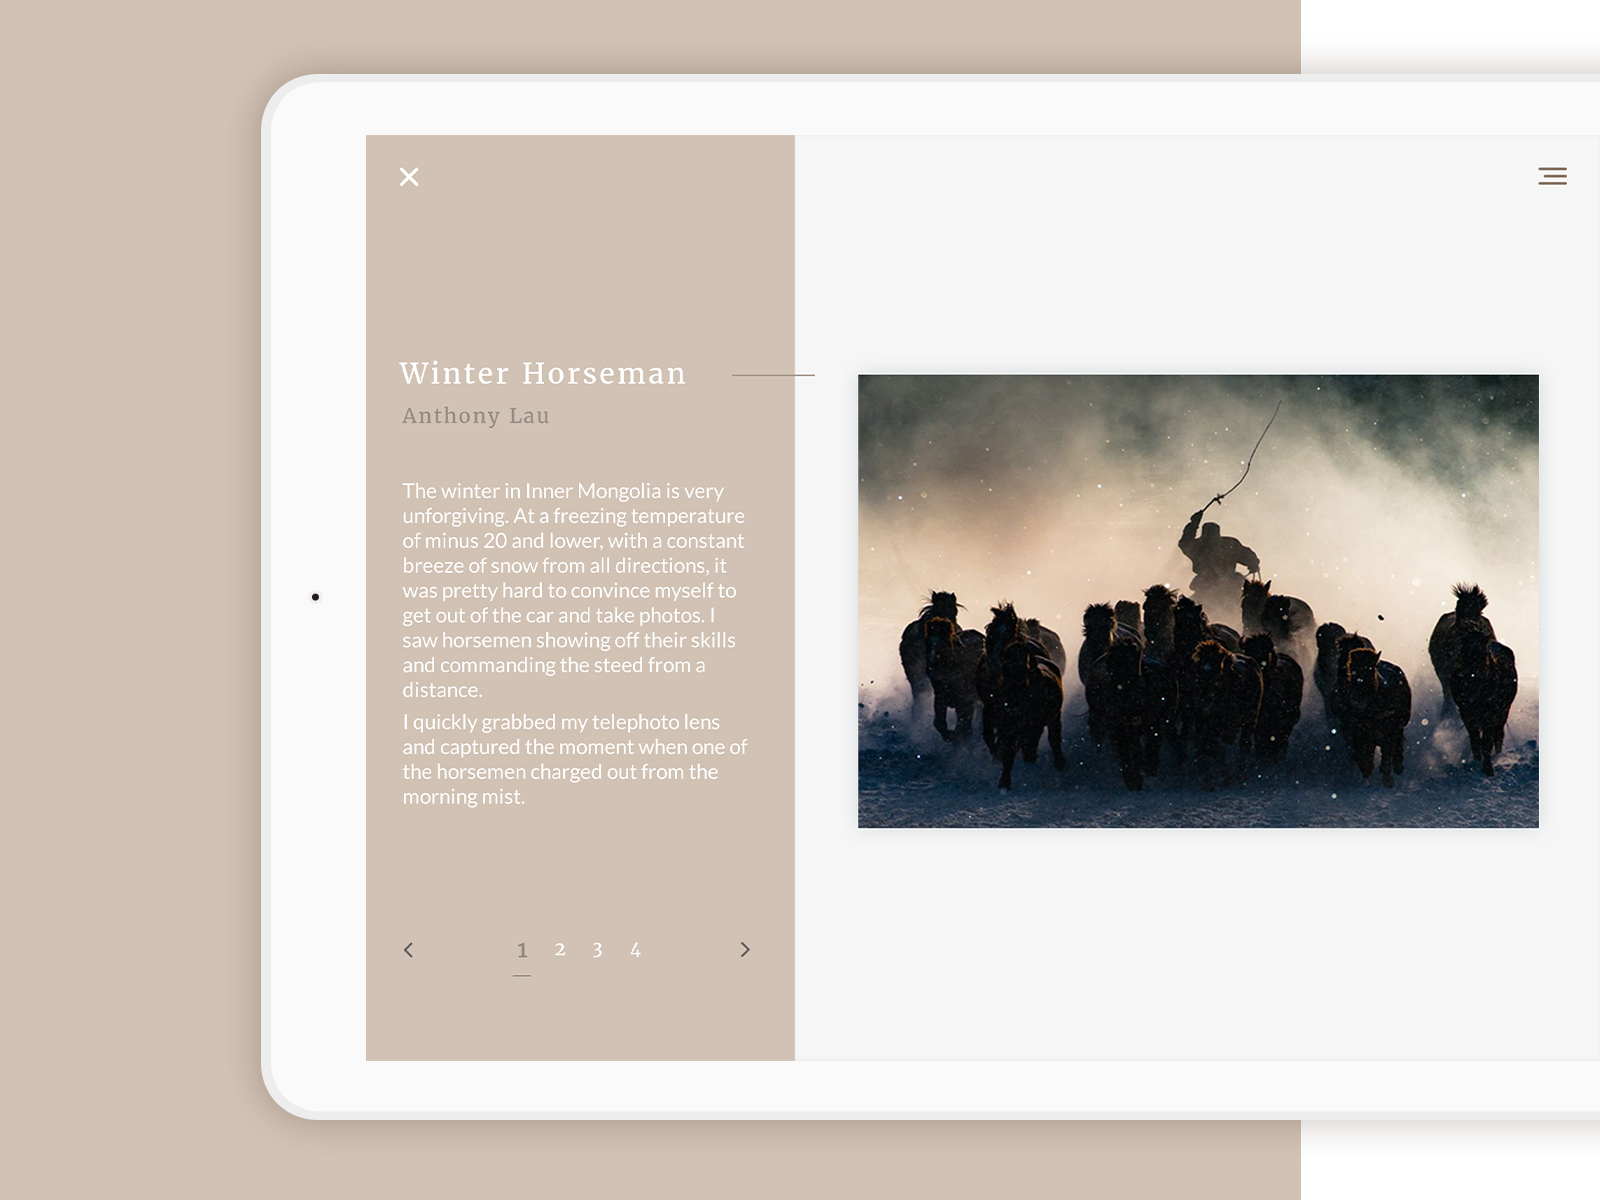 Winter Horseman
Anthony Lau
The winter in Inner Mongolia is very
unforgiving. At a freezing temperature
of minus 20 and lower, with a constant
breeze of snow from all directions, it
was pretty hard to convince myself to
get out of the car and take photos. I
saw horsemen showing off their skills
and commanding the steed from a
distance.
I quickly grabbed my telephoto lens
and captured the moment when one of
the horsemen charged out from the
morning mist.
1 2 3 4